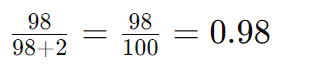 98/(98+2) = 98/100 = 0.98